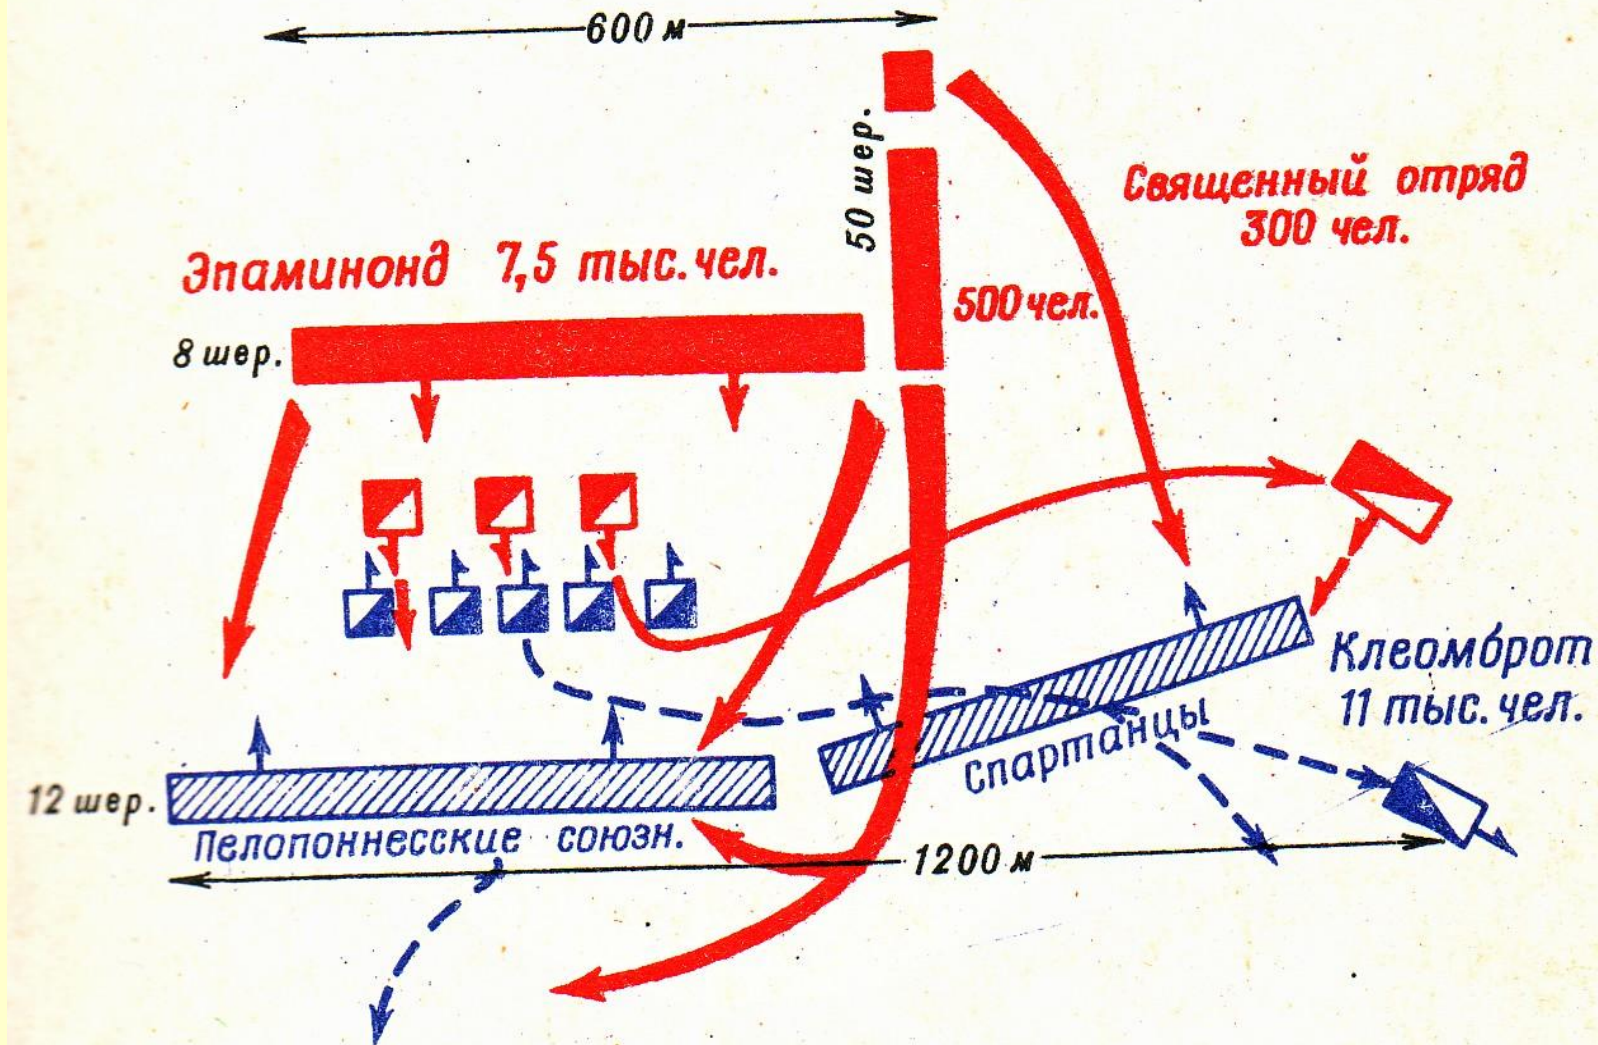 600 м
50 шер.
Священный отряд
300 чел.
Эпаминонд 7,5 тыс. чел.
500 чел.
8 шер.
Клеомброт
11 тыс. чел.
Спартанцы
12 шер.
Пелопоннесские союзн.
1200 м